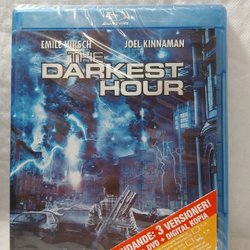 EMILE HIRSCH JOEL KINNAMAN
THE
DARKEST
HOUR
3 VERSIONER!
DVD + DIGITAL KOPIA